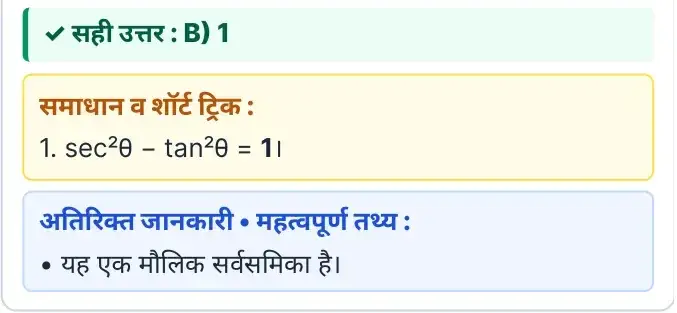 ✓ सही उत्तर : B) 1
समाधान व शॉर्ट ट्रिक :
1. sec²θ – tan²θ = 1।
अतिरिक्त जानकारी • महत्वपूर्ण तथ्य :
• यह एक मौलिक सर्वसमिका है।